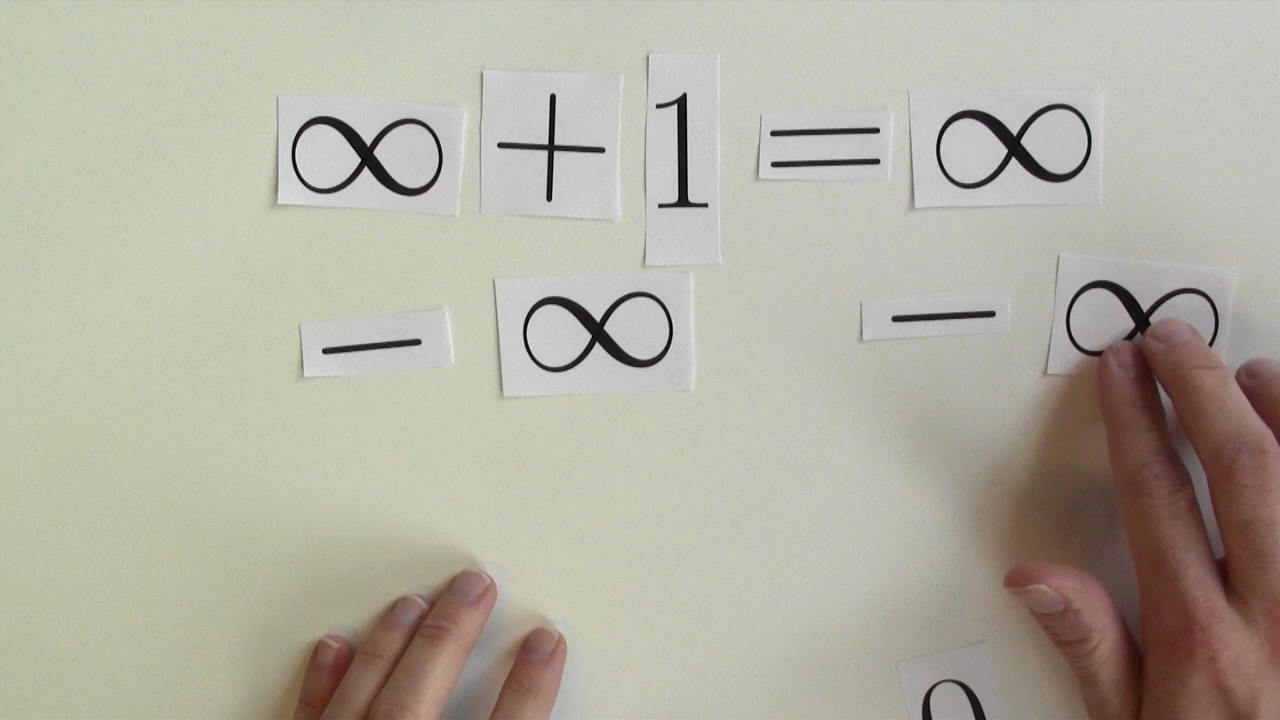 ∞ + 1 = ∞
− ∞ − ∞